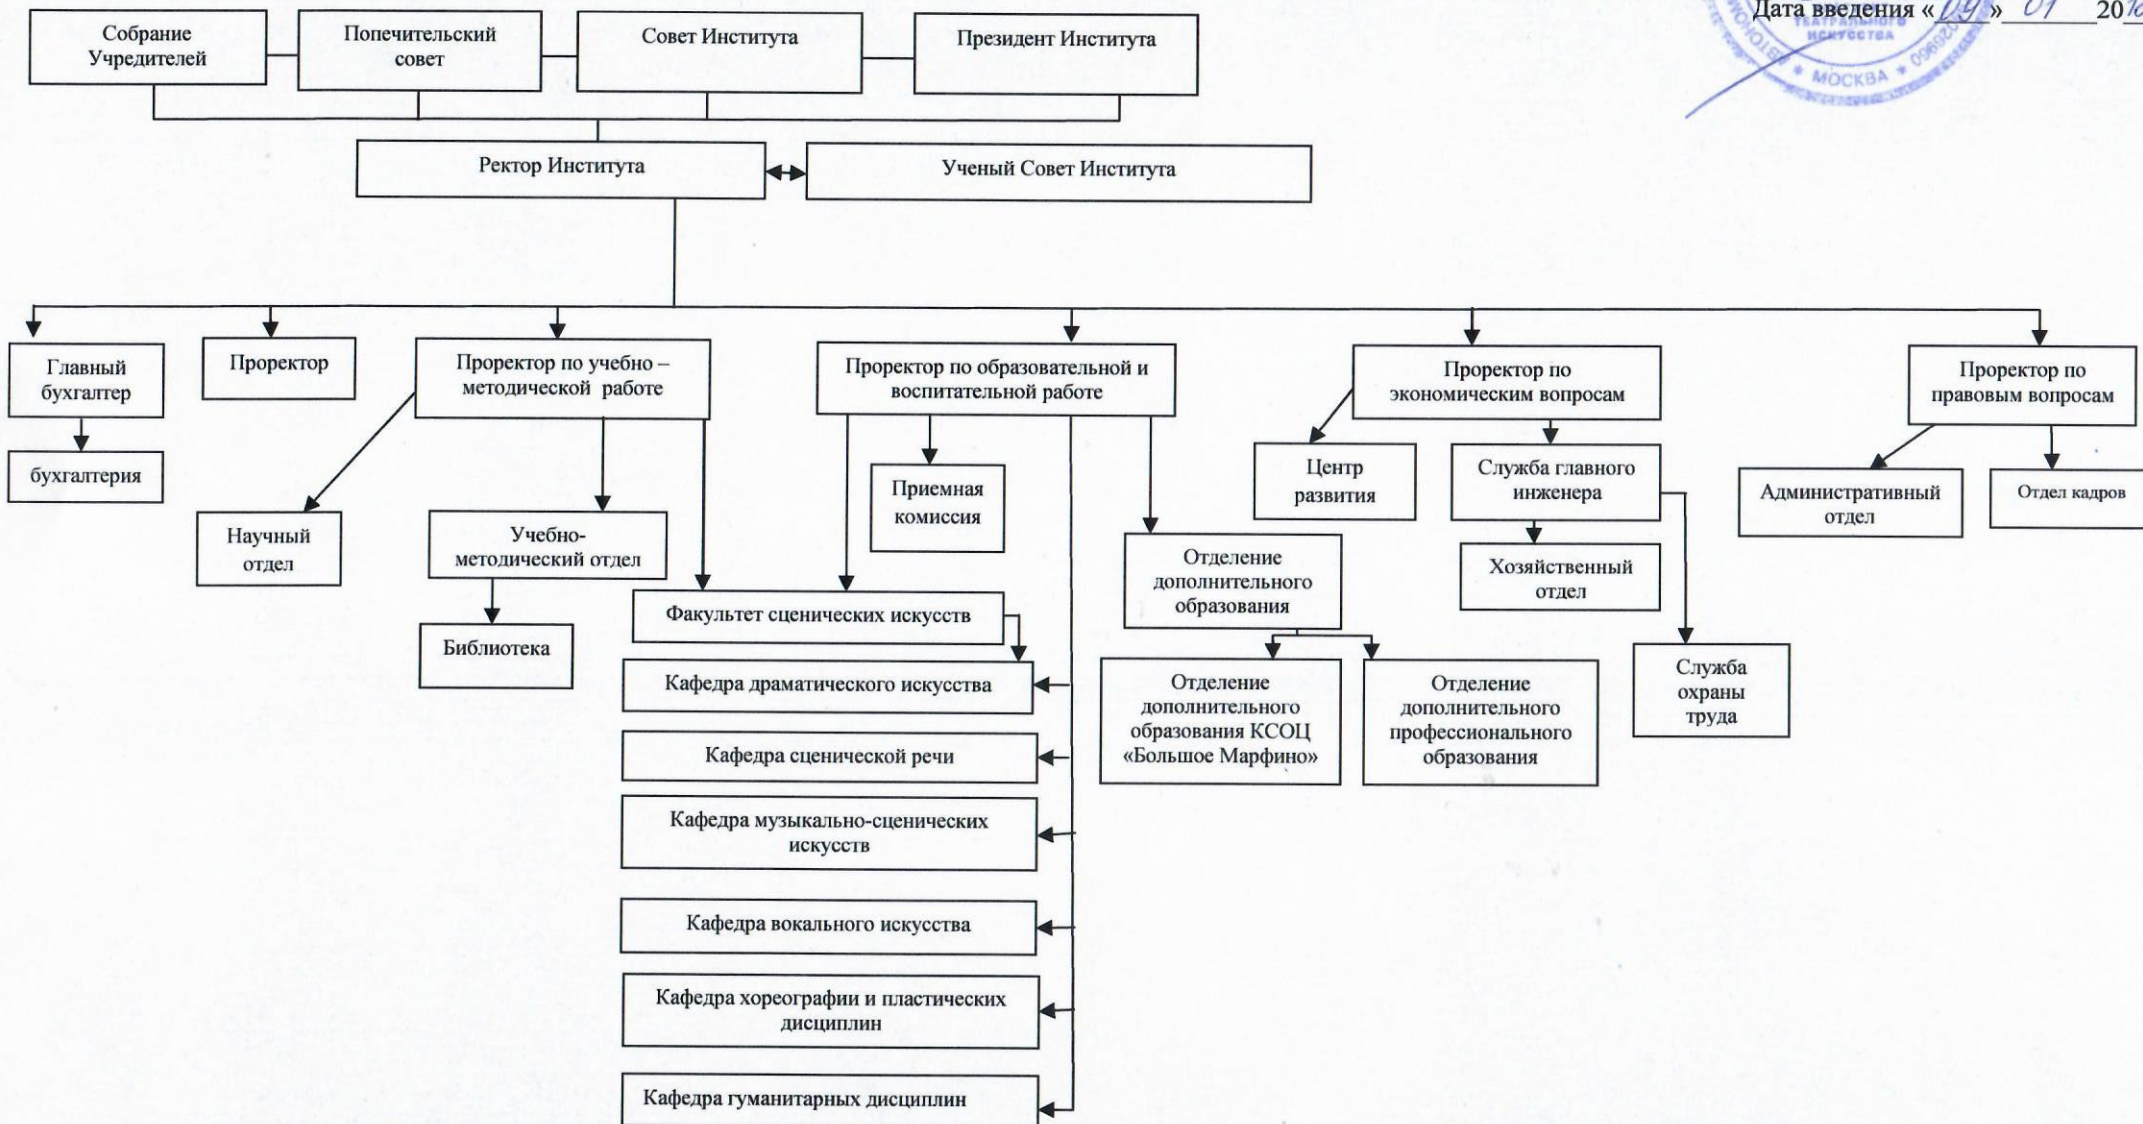 Дата введения « 09 » 01 20
ТЕАТРАЛЬНОГО
ИСКУССТВА
* МОСКВА *
Собрание
Учредителей
Попечительский
совет
Совет Института
Президент Института
Ректор Института
Ученый Совет Института
Главный
бухгалтер
Проректор
Проректор по учебно –
методической работе
Проректор по образовательной и
воспитательной работе
Проректор по
экономическим вопросам
Проректор по
правовым вопросам
бухгалтерия
Научный
отдел
Учебно-
методический отдел
Библиотека
Приемная
комиссия
Центр
развития
Служба главного
инженера
Административный
отдел
Отдел кадров
Отделение
дополнительного
образования
Хозяйственный
отдел
Факультет сценических искусств
Кафедра драматического искусства
Кафедра сценической речи
Кафедра музыкально-сценических
искусств
Кафедра вокального искусства
Кафедра хореографии и пластических
дисциплин
Кафедра гуманитарных дисциплин
Отделение
дополнительного
образования КСОЦ
«Большое Марфино»
Отделение
дополнительного
профессионального
образования
Служба
охраны
труда